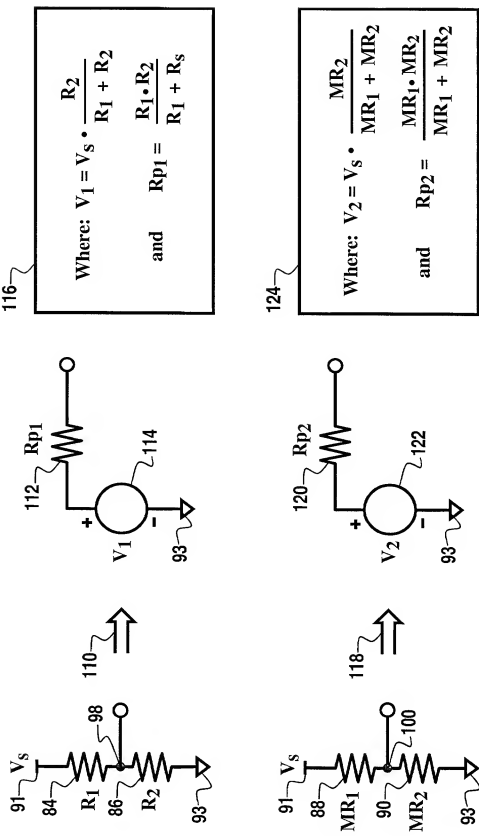 91 Vs
84 R1
98
86 R2
93
110
112 Rp1
114
+
V1
–
93
116
Where: V1 = Vs • R2 / R1 + R2
and Rp1 = R1 • R2 / R1 + Rs
91 Vs
88 MR1
100
90 MR2
93
118
120 Rp2
122
+
V2
–
93
124
Where: V2 = Vs • MR2 / MR1 + MR2
and Rp2 = MR1 • MR2 / MR1 + MR2